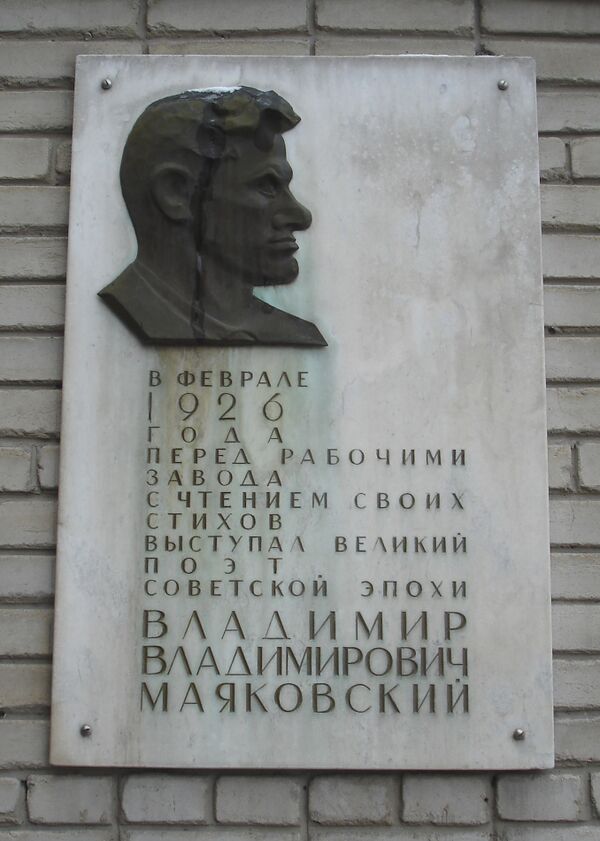 В ФЕВРАЛЕ
1926
ГОДА
ПЕРЕД РАБОЧИМИ
ЗАВОДА
С ЧТЕНИЕМ СВОИХ
СТИХОВ
ВЫСТУПАЛ ВЕЛИКИЙ
ПОЭТ
СОВЕТСКОЙ ЭПОХИ
ВЛАДИМИР
ВЛАДИМИРОВИЧ
МАЯКОВСКИЙ